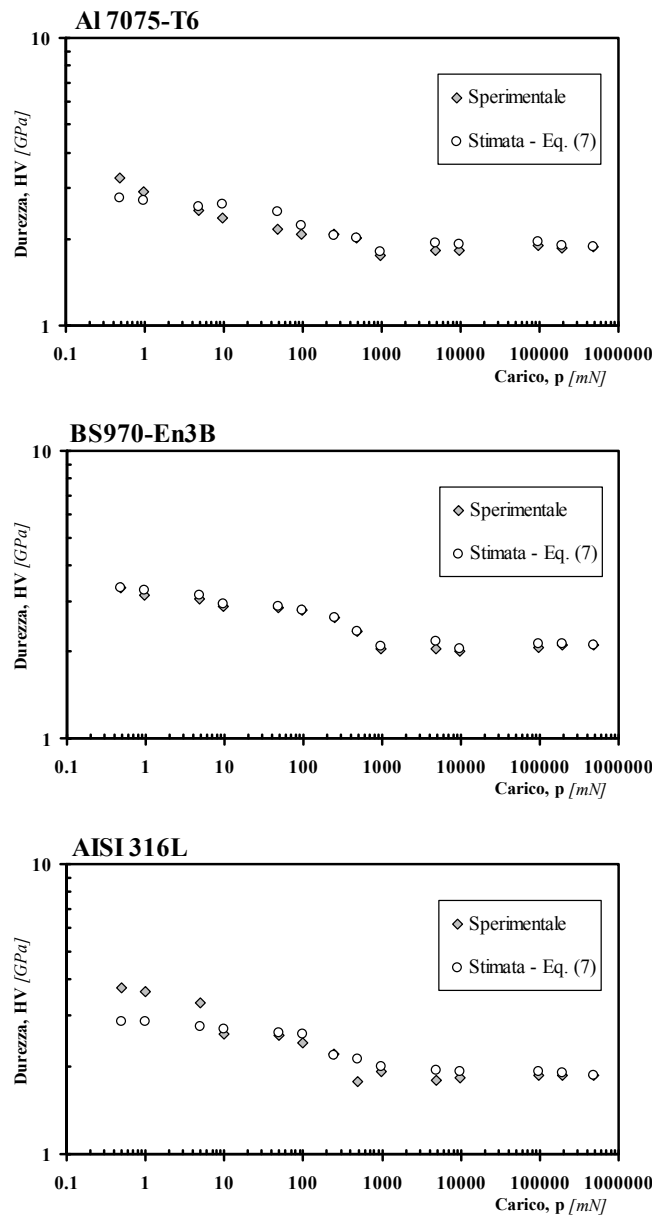 Al 7075-T6
10
Durezza, HV [GPa]
Sperimentale
Stimata - Eq. (7)
1
0.1 1 10 100 1000 10000 100000 1000000
Carico, p [mN]
BS970-En3B
10
Durezza, HV [GPa]
Sperimentale
Stimata - Eq. (7)
1
0.1 1 10 100 1000 10000 100000 1000000
Carico, p [mN]
AISI 316L
10
Durezza, HV [GPa]
Sperimentale
Stimata - Eq. (7)
1
0.1 1 10 100 1000 10000 100000 1000000
Carico, p [mN]